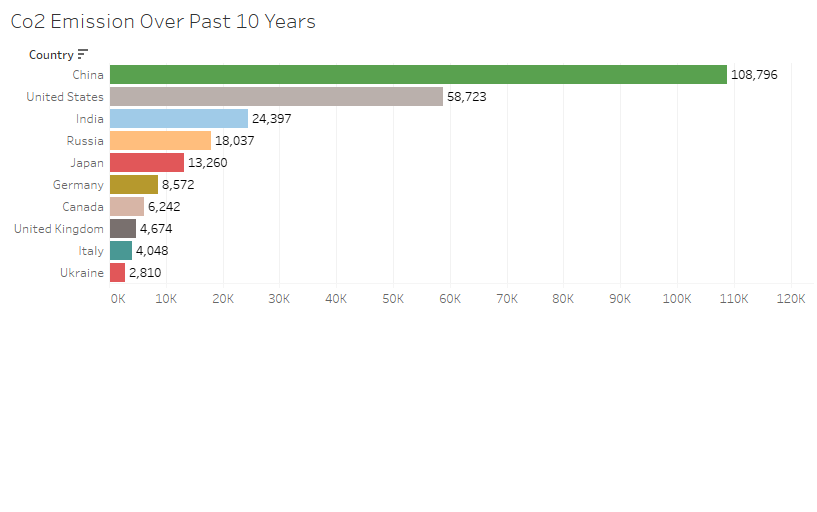 Co2 Emission Over Past 10 Years
Country
China 108,796
United States 58,723
India 24,397
Russia 18,037
Japan 13,260
Germany 8,572
Canada 6,242
United Kingdom 4,674
Italy 4,048
Ukraine 2,810
0K 10K 20K 30K 40K 50K 60K 70K 80K 90K 100K 110K 120K